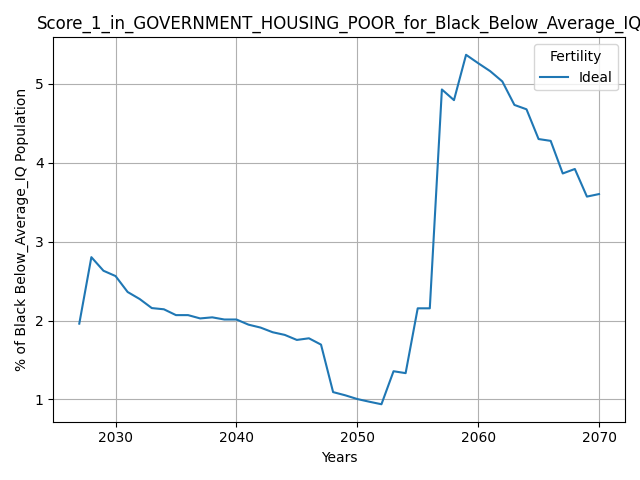 Score_1_in_GOVERNMENT_HOUSING_POOR_for_Black_Below_Average_IQ
Fertility
Ideal
% of Black Below_Average_IQ Population
5
4
3
2
1
2030 2040 2050 2060 2070
Years